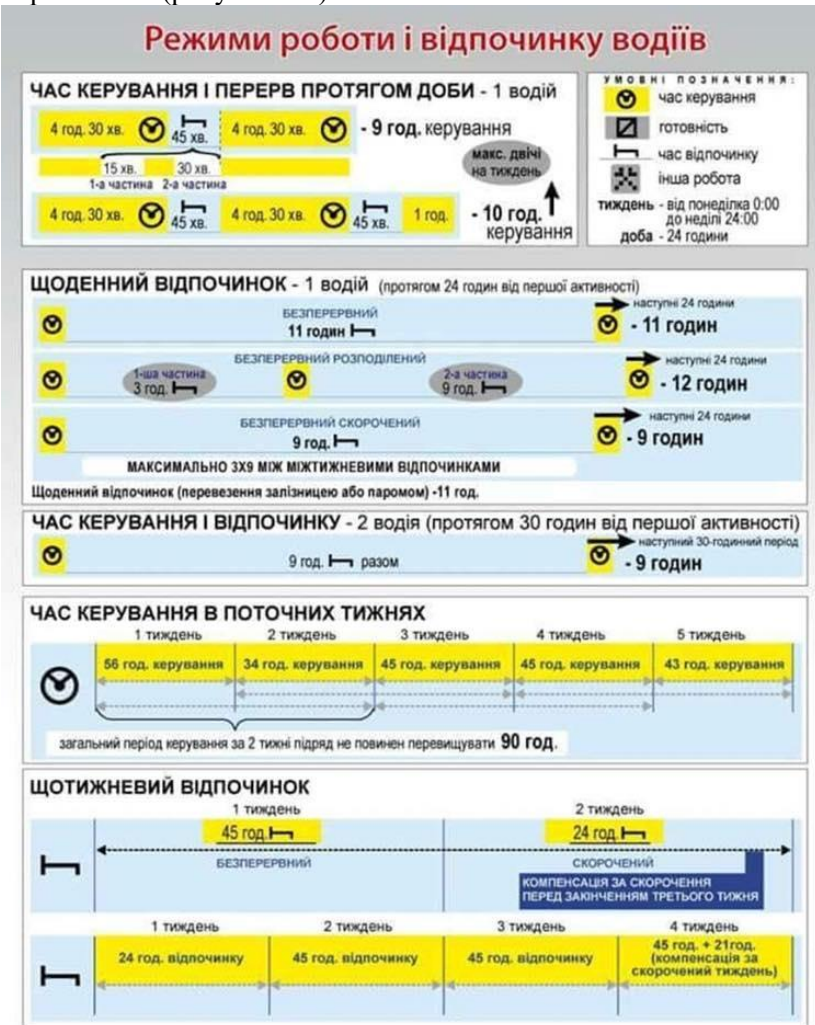 Режими роботи і відпочинку водіїв
ЧАС КЕРУВАННЯ І ПЕРЕРВ ПРОТЯГОМ ДОБИ - 1 водій
4 год. 30 хв.
45 хв.
4 год. 30 хв.
- 9 год. керування
15 хв.
30 хв.
1-а частина
2-а частина
макс. двічі
на тиждень
4 год. 30 хв.
45 хв.
4 год. 30 хв.
45 хв.
1 год.
- 10 год.
керування
УМОВНІ ПОЗНАЧЕННЯ:
час керування
готовність
час відпочинку
інша робота
тиждень - від понеділка 0:00
до неділі 24:00
доба - 24 години
ЩОДЕННИЙ ВІДПОЧИНОК - 1 водій (протягом 24 годин від першої активності)
БЕЗПЕРЕРВНИЙ
11 годин
наступні 24 години
- 11 годин
БЕЗПЕРЕРВНИЙ РОЗПОДІЛЕНИЙ
1-ша частина
3 год.
2-а частина
9 год.
наступні 24 години
- 12 годин
БЕЗПЕРЕРВНИЙ СКОРОЧЕНИЙ
9 год.
наступні 24 години
- 9 годин
МАКСИМАЛЬНО 3Х9 МІЖ МІЖТИЖНЕВИМИ ВІДПОЧИНКАМИ
Щоденний відпочинок (перевезення залізницею або паромом) -11 год.
ЧАС КЕРУВАННЯ І ВІДПОЧИНКУ - 2 водія (протягом 30 годин від першої активності)
9 год. разом
наступний 30-годинний період
- 9 годин
ЧАС КЕРУВАННЯ В ПОТОЧНИХ ТИЖНЯХ
1 тиждень 2 тиждень 3 тиждень 4 тиждень 5 тиждень
56 год. керування 34 год. керування 45 год. керування 45 год. керування 43 год. керування
загальний період керування за 2 тижні підряд не повинен перевищувати 90 год.
ЩОТИЖНЕВИЙ ВІДПОЧИНОК
1 тиждень 2 тиждень
45 год. 24 год.
БЕЗПЕРЕРВНИЙ СКОРОЧЕНИЙ
КОМПЕНСАЦІЯ ЗА СКОРОЧЕННЯ
ПЕРЕД ЗАКІНЧЕННЯМ ТРЕТЬОГО ТИЖНЯ
1 тиждень 2 тиждень 3 тиждень 4 тиждень
24 год. відпочинку 45 год. відпочинку 45 год. відпочинку
45 год. + 21год.
(компенсація за
скорочений тиждень)